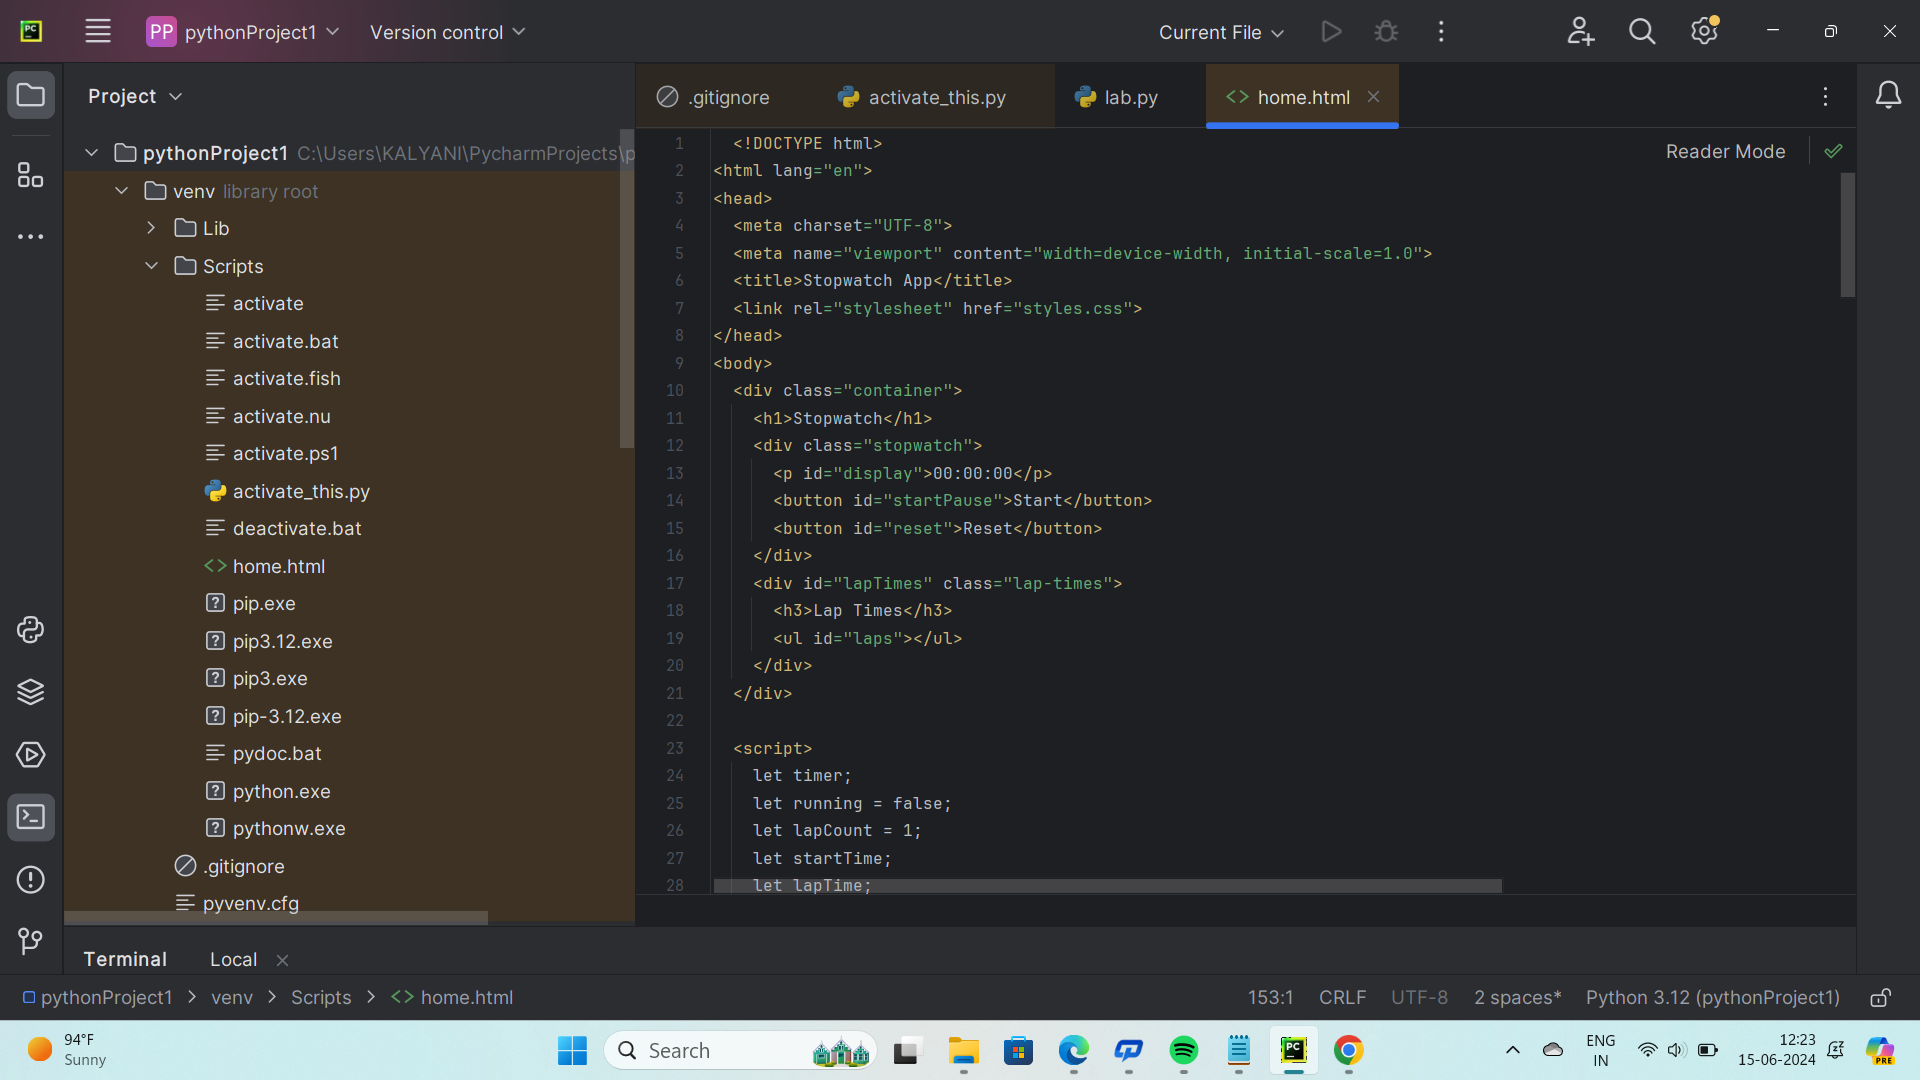 PC
PP pythonProject1
Version control
Current File
Project
.gitignore
activate_this.py
lab.py
home.html
pythonProject1 C:\Users\KALYANI\PycharmProjects\p
venv library root
Lib
Scripts
activate
activate.bat
activate.fish
activate.nu
activate.ps1
activate_this.py
deactivate.bat
home.html
pip.exe
pip3.12.exe
pip3.exe
pip-3.12.exe
pydoc.bat
python.exe
pythonw.exe
.gitignore
pyvenv.cfg
Reader Mode
1 <!DOCTYPE html>
2 <html lang="en">
3 <head>
4 <meta charset="UTF-8">
5 <meta name="viewport" content="width=device-width, initial-scale=1.0">
6 <title>Stopwatch App</title>
7 <link rel="stylesheet" href="styles.css">
8 </head>
9 <body>
10 <div class="container">
11 <h1>Stopwatch</h1>
12 <div class="stopwatch">
13 <p id="display">00:00:00</p>
14 <button id="startPause">Start</button>
15 <button id="reset">Reset</button>
16 </div>
17 <div id="lapTimes" class="lap-times">
18 <h3>Lap Times</h3>
19 <ul id="laps"></ul>
20 </div>
21 </div>
22
23 <script>
24 let timer;
25 let running = false;
26 let lapCount = 1;
27 let startTime;
28 let lapTime;
Terminal
Local
pythonProject1 > venv > Scripts > home.html
153:1
CRLF
UTF-8
2 spaces*
Python 3.12 (pythonProject1)
94°F
Sunny
Search
PC
ENG
IN
12:23
15-06-2024
PRE